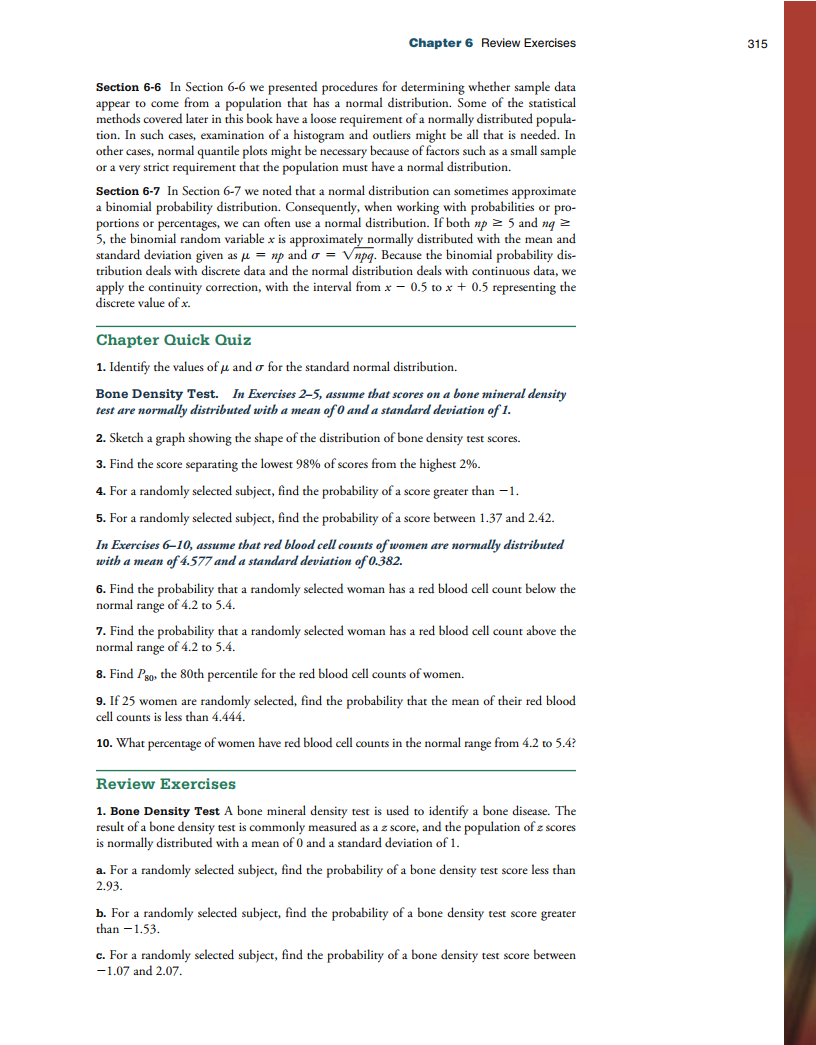 Chapter 6 Review Exercises 315
Section 6-6 In Section 6-6 we presented procedures for determining whether sample data
appear to come from a population that has a normal distribution. Some of the statistical
methods covered later in this book have a loose requirement of a normally distributed popula-
tion. In such cases, examination of a histogram and outliers might be all that is needed. In
other cases, normal quantile plots might be necessary because of factors such as a small sample
or a very strict requirement that the population must have a normal distribution.
Section 6-7 In Section 6-7 we noted that a normal distribution can sometimes approximate
a binomial probability distribution. Consequently, when working with probabilities or pro-
portions or percentages, we can often use a normal distribution. If both np ≥ 5 and nq ≥
5, the binomial random variable x is approximately normally distributed with the mean and
standard deviation given as μ = np and σ = √npq. Because the binomial probability dis-
tribution deals with discrete data and the normal distribution deals with continuous data, we
apply the continuity correction, with the interval from x − 0.5 to x + 0.5 representing the
discrete value of x.
Chapter Quick Quiz
1. Identify the values of μ and σ for the standard normal distribution.
Bone Density Test. In Exercises 2–5, assume that scores on a bone mineral density
test are normally distributed with a mean of 0 and a standard deviation of 1.
2. Sketch a graph showing the shape of the distribution of bone density test scores.
3. Find the score separating the lowest 98% of scores from the highest 2%.
4. For a randomly selected subject, find the probability of a score greater than −1.
5. For a randomly selected subject, find the probability of a score between 1.37 and 2.42.
In Exercises 6–10, assume that red blood cell counts of women are normally distributed
with a mean of 4.577 and a standard deviation of 0.382.
6. Find the probability that a randomly selected woman has a red blood cell count below the
normal range of 4.2 to 5.4.
7. Find the probability that a randomly selected woman has a red blood cell count above the
normal range of 4.2 to 5.4.
8. Find P80, the 80th percentile for the red blood cell counts of women.
9. If 25 women are randomly selected, find the probability that the mean of their red blood
cell counts is less than 4.444.
10. What percentage of women have red blood cell counts in the normal range from 4.2 to 5.4?
Review Exercises
1. Bone Density Test A bone mineral density test is used to identify a bone disease. The
result of a bone density test is commonly measured as a z score, and the population of z scores
is normally distributed with a mean of 0 and a standard deviation of 1.
a. For a randomly selected subject, find the probability of a bone density test score less than
2.93.
b. For a randomly selected subject, find the probability of a bone density test score greater
than −1.53.
c. For a randomly selected subject, find the probability of a bone density test score between
−1.07 and 2.07.